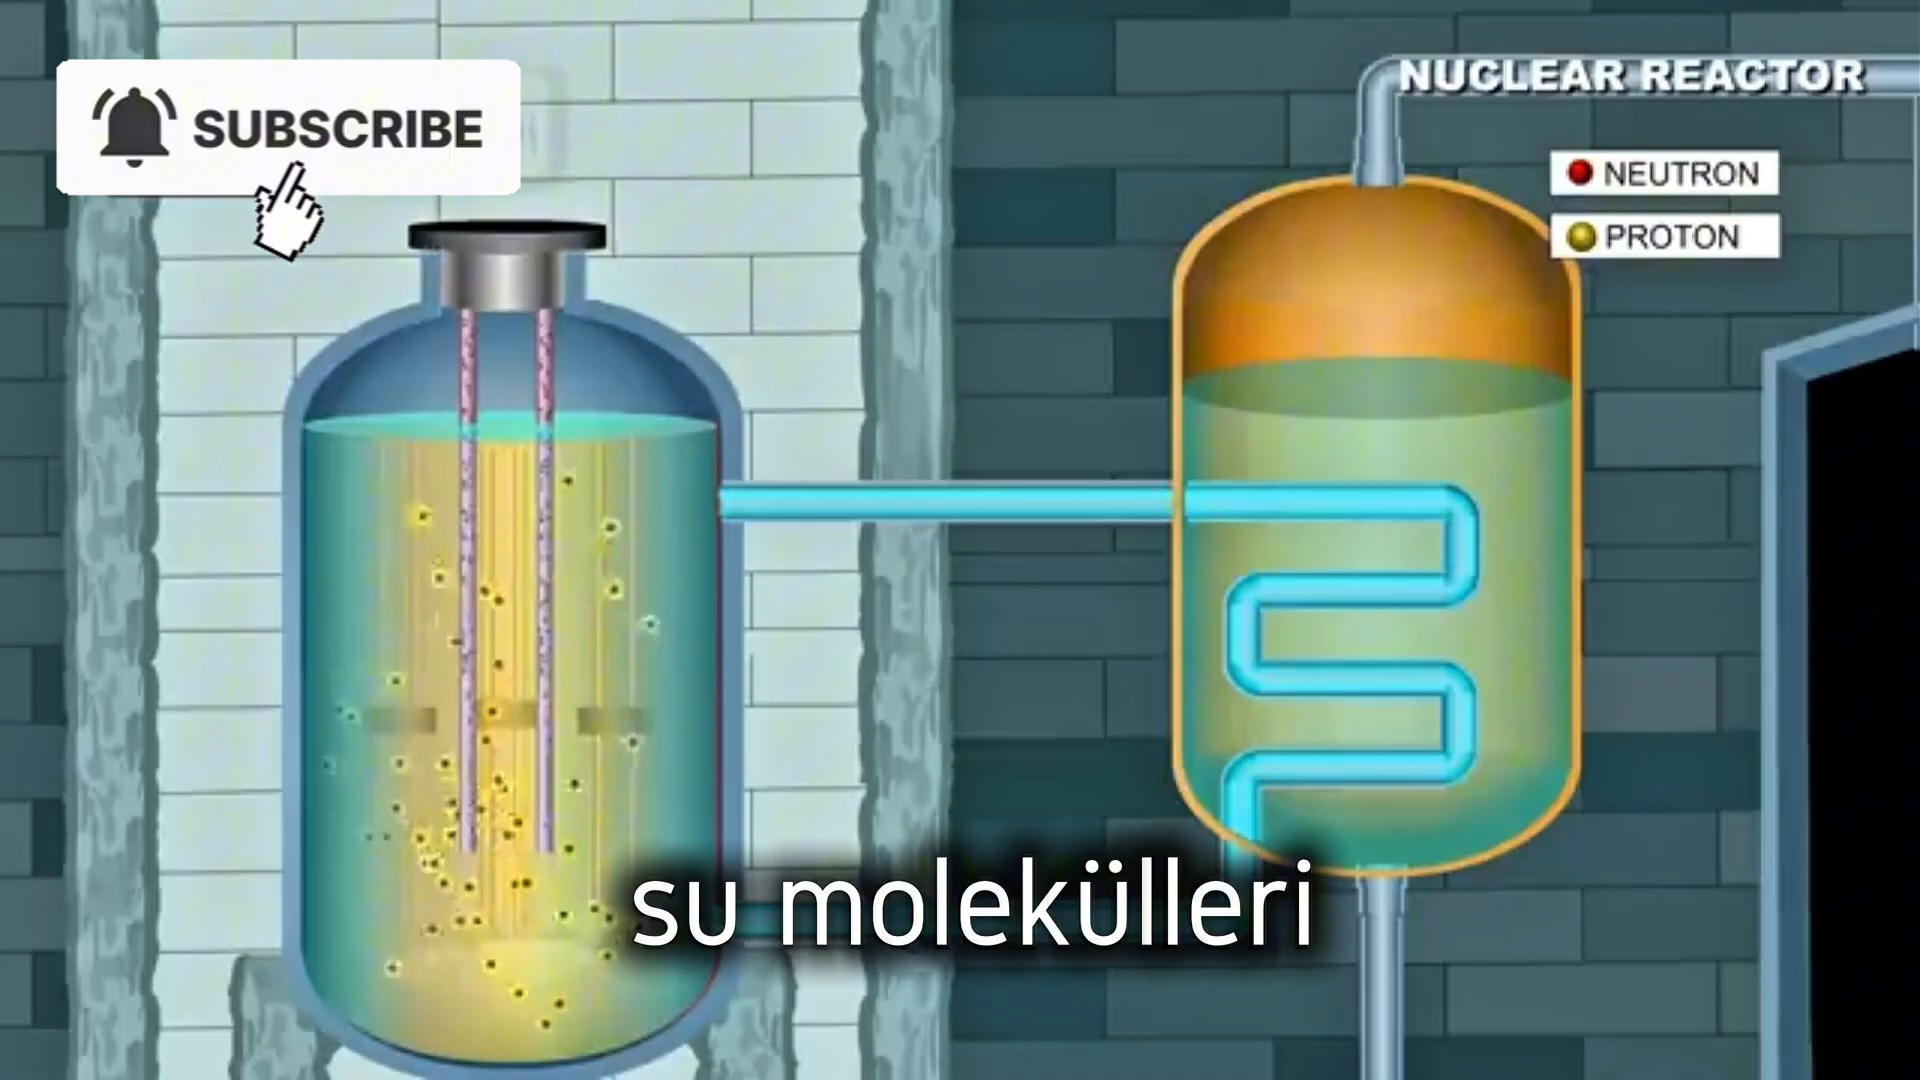 SUBSCRIBE
NUCLEAR REACTOR
NEUTRON
PROTON
su molekülleri